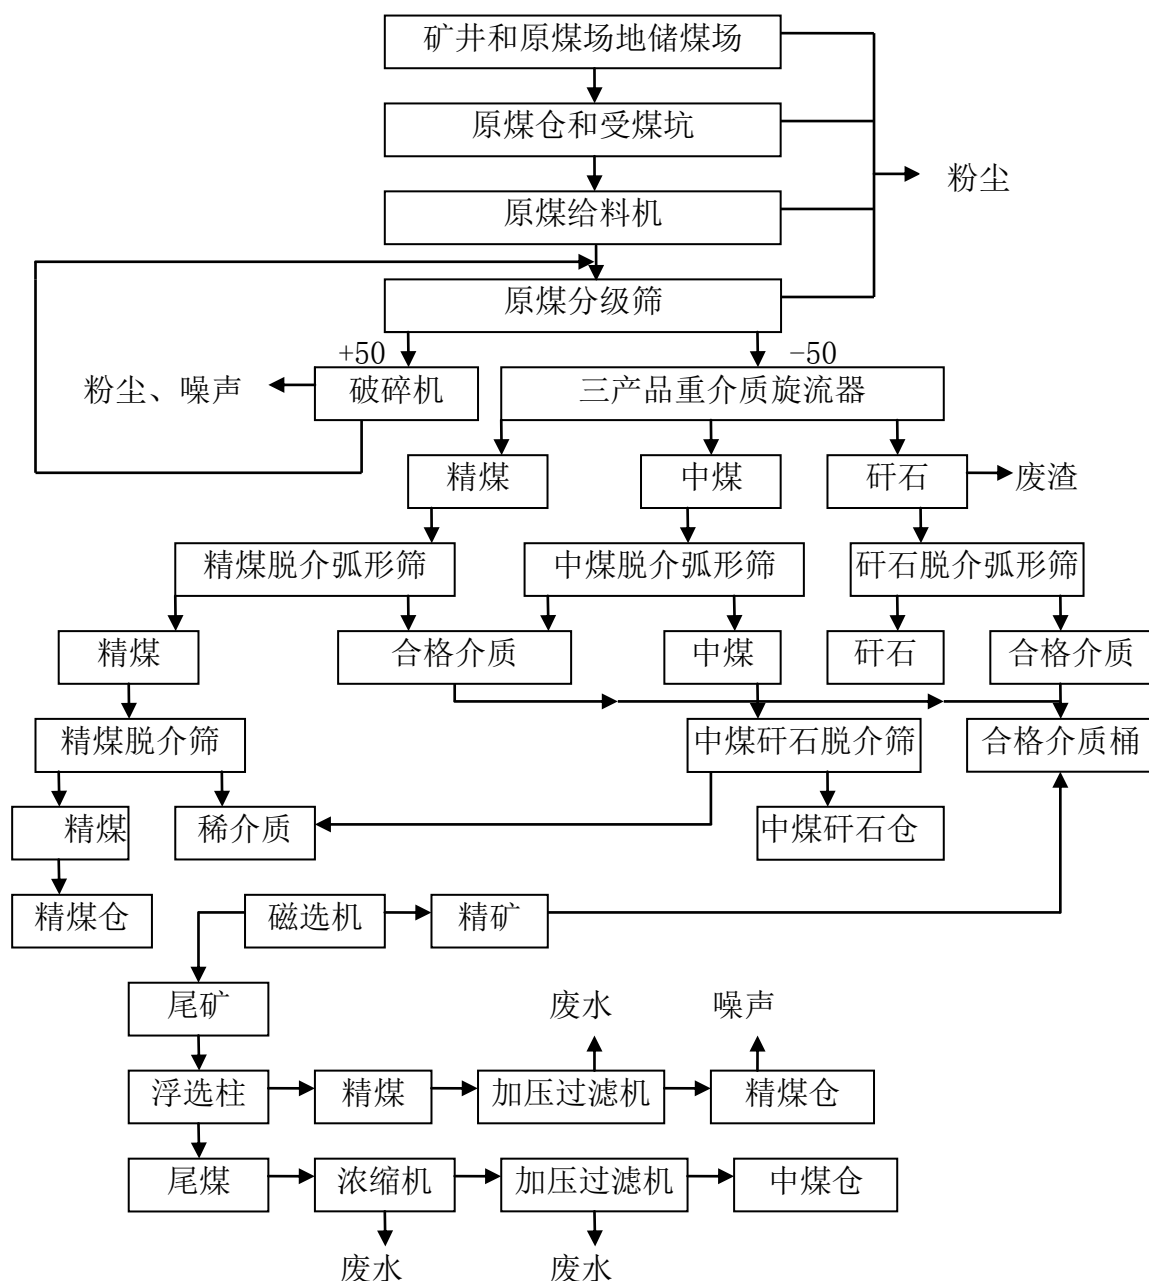 矿井和原煤场地储煤场
原煤仓和受煤坑
粉尘
原煤给料机
原煤分级筛
+50
-50
粉尘、噪声
破碎机
三产品重介质旋流器
精煤
中煤
矸石
废渣
精煤脱介弧形筛
中煤脱介弧形筛
矸石脱介弧形筛
精煤
合格介质
中煤
矸石
合格介质
精煤脱介筛
中煤矸石脱介筛
合格介质桶
精煤
稀介质
中煤矸石仓
精煤仓
磁选机
精矿
尾矿
废水
噪声
浮选柱
精煤
加压过滤机
精煤仓
尾煤
浓缩机
加压过滤机
中煤仓
废水
废水